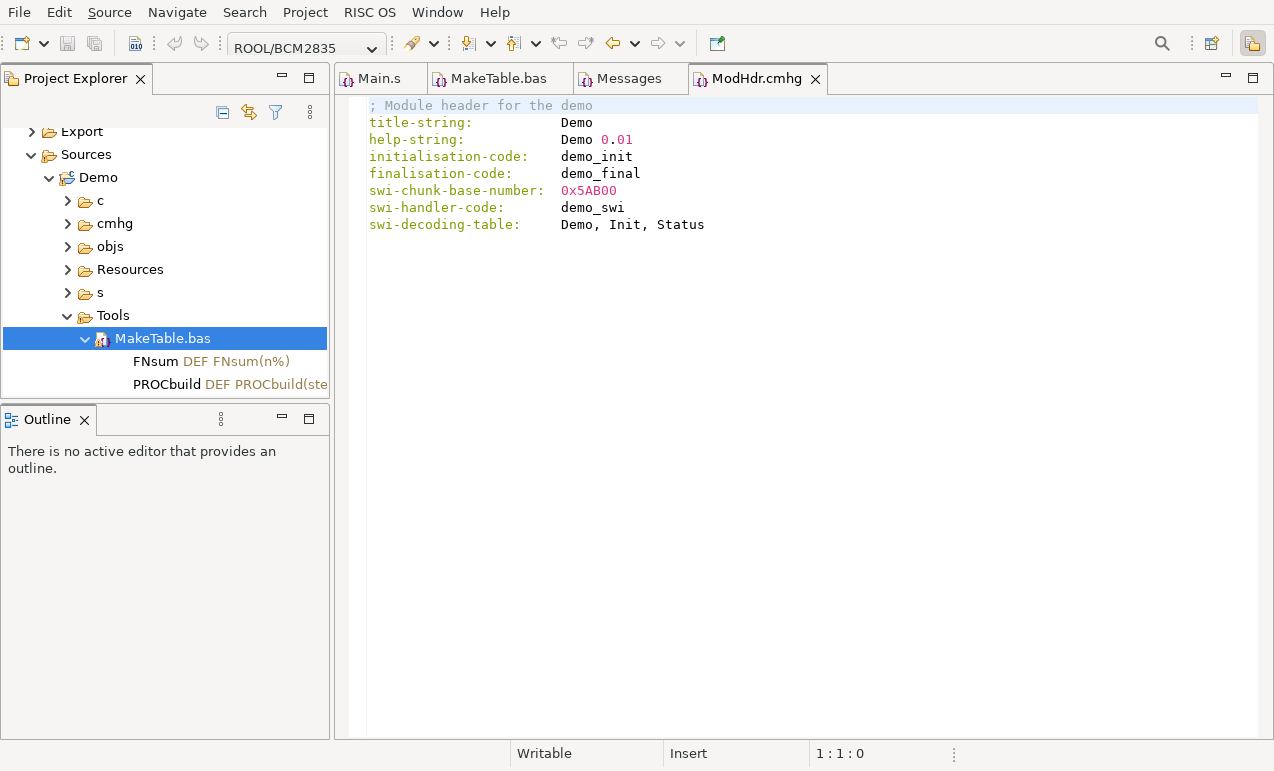 File Edit Source Navigate Search Project RISC OS Window Help
ROOL/BCM2835
Project Explorer
Export
Sources
Demo
c
cmhg
objs
Resources
s
Tools
MakeTable.bas
FNsum DEF FNsum(n%)
PROCbuild DEF PROCbuild(ste
Outline
There is no active editor that provides an
outline.
Main.s MakeTable.bas Messages ModHdr.cmhg
; Module header for the demo
title-string: Demo
help-string: Demo 0.01
initialisation-code: demo_init
finalisation-code: demo_final
swi-chunk-base-number: 0x5AB00
swi-handler-code: demo_swi
swi-decoding-table: Demo, Init, Status
Writable Insert 1 : 1 : 0